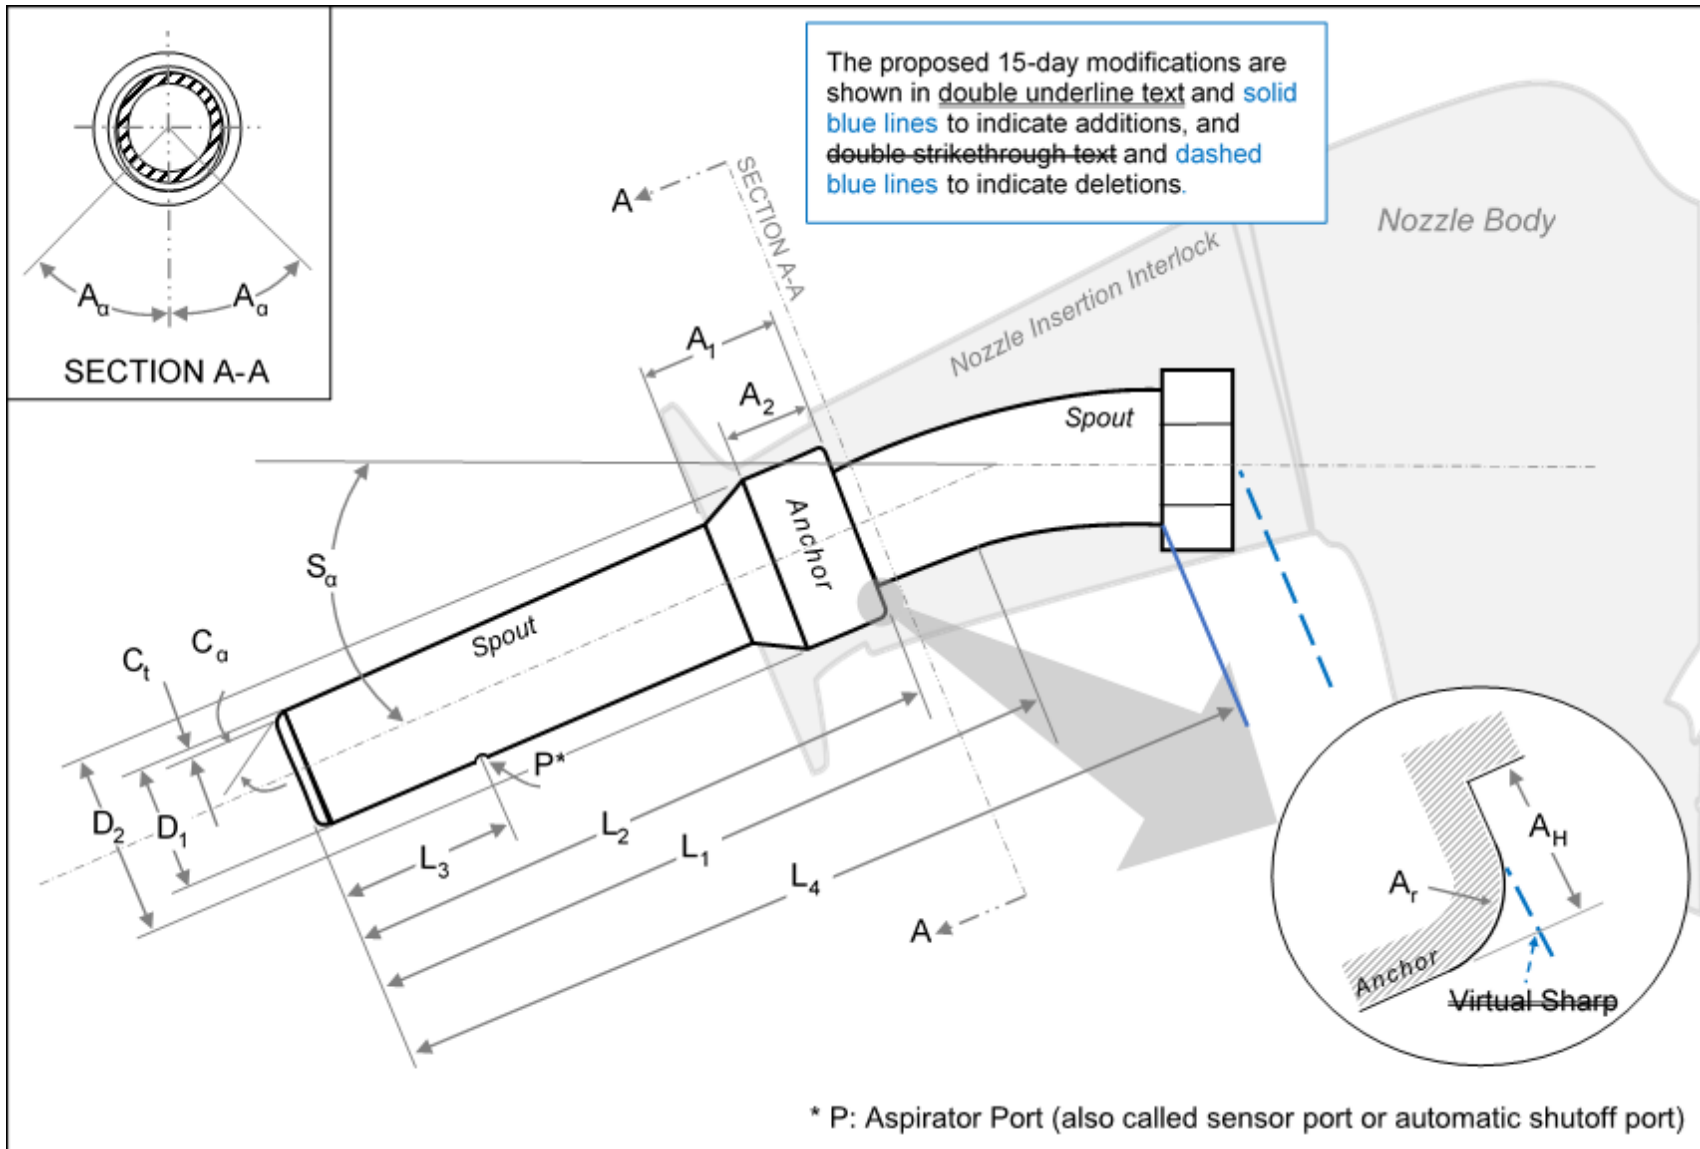 The proposed 15-day modifications are
shown in double underline text and solid
blue lines to indicate additions, and
double strikethrough text and dashed
blue lines to indicate deletions.
Nozzle Body
SECTION A-A
A
Nozzle Insertion Interlock
Aα
Aα
SECTION A-A
A1
A2
Spout
Anchor
Sα
Spout
Cα
Ct
P*
D2
D1
L3
L2
L1
L4
A
AH
Ar
Anchor
Virtual Sharp
* P: Aspirator Port (also called sensor port or automatic shutoff port)